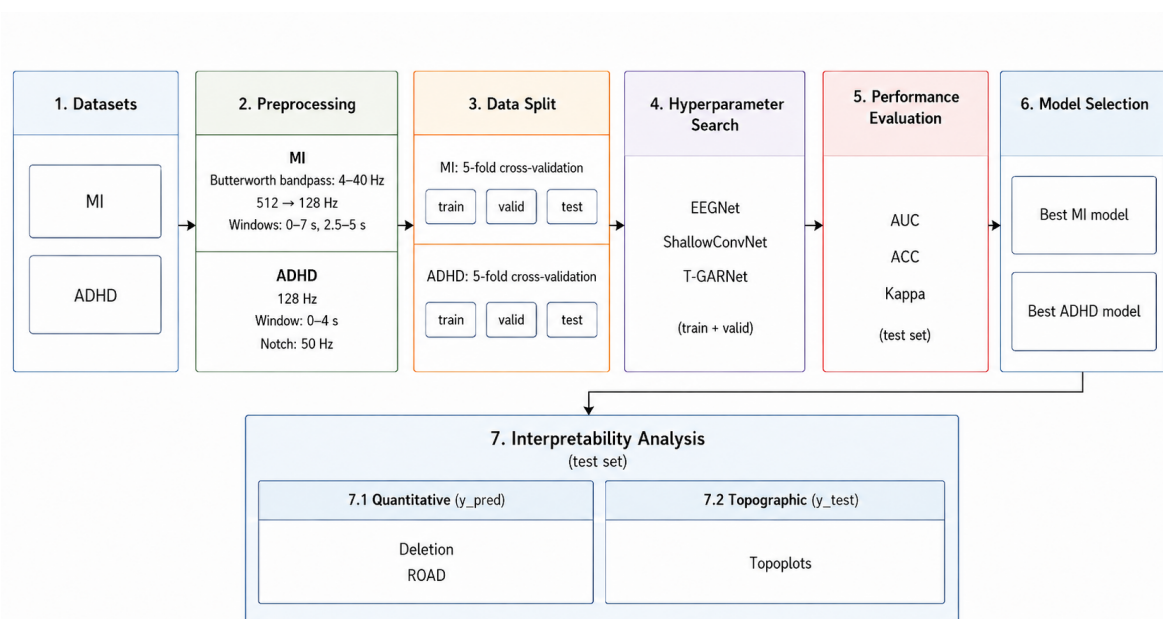 1. Datasets
MI
ADHD
2. Preprocessing
MI
Butterworth bandpass: 4–40 Hz
512 → 128 Hz
Windows: 0–7 s, 2.5–5 s
ADHD
128 Hz
Window: 0–4 s
Notch: 50 Hz
3. Data Split
MI: 5-fold cross-validation
train valid test
ADHD: 5-fold cross-validation
train valid test
4. Hyperparameter
Search
EEGNet
ShallowConvNet
T-GARNet
(train + valid)
5. Performance
Evaluation
AUC
ACC
Kappa
(test set)
6. Model Selection
Best MI model
Best ADHD model
7. Interpretability Analysis
(test set)
7.1 Quantitative (y_pred)
Deletion
ROAD
7.2 Topographic (y_test)
Topoplots